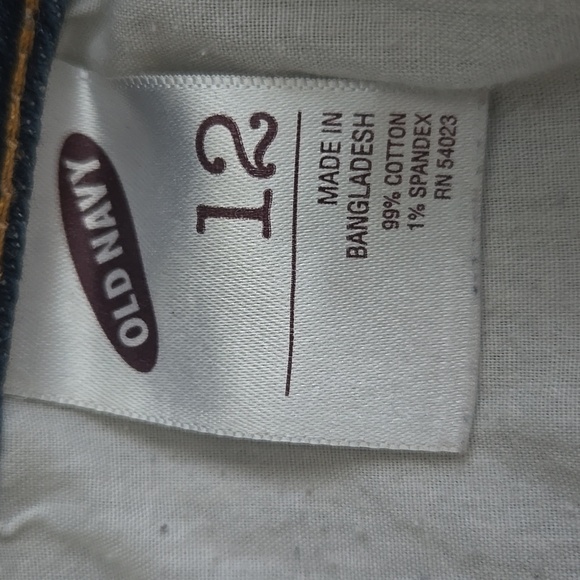 OLD NAVY
12
MADE IN
BANGLADESH
99% COTTON
1% SPANDEX
RN 54023